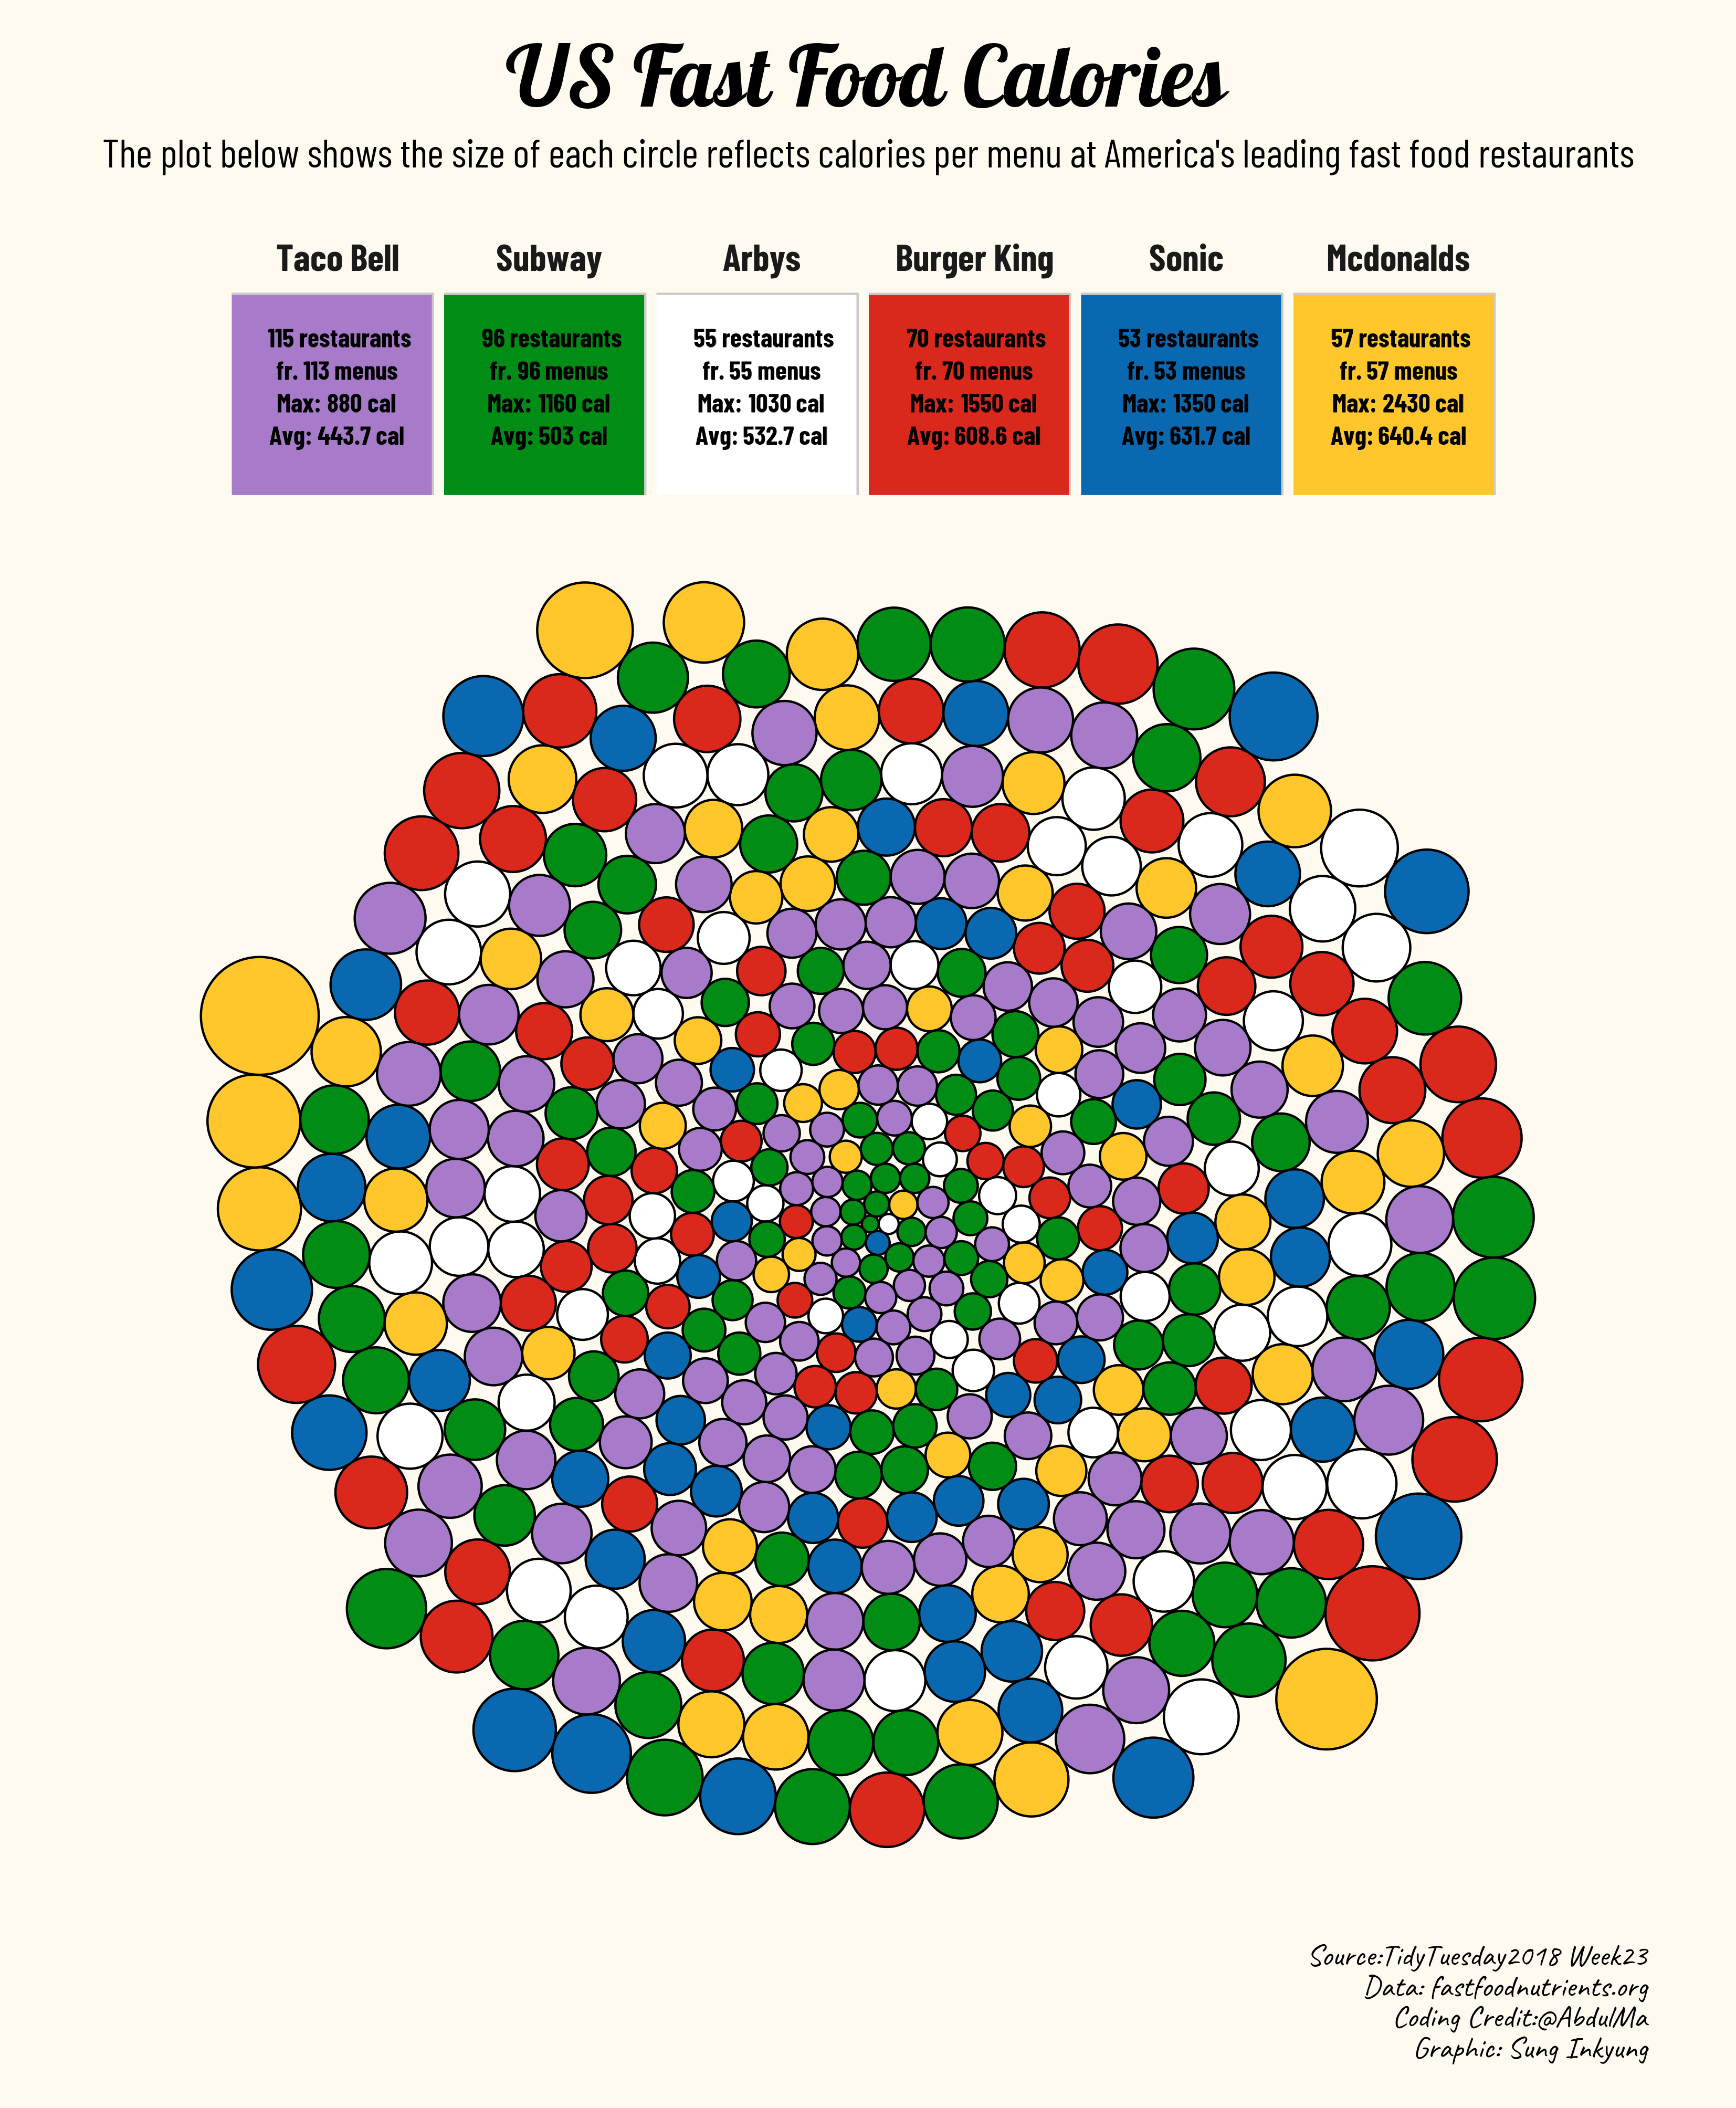 US Fast Food Calories
The plot below shows the size of each circle reflects calories per menu at America's leading fast food restaurants
Taco Bell
115 restaurants
fr. 113 menus
Max: 880 cal
Avg: 443.7 cal
Subway
96 restaurants
fr. 96 menus
Max: 1160 cal
Avg: 503 cal
Arbys
55 restaurants
fr. 55 menus
Max: 1030 cal
Avg: 532.7 cal
Burger King
70 restaurants
fr. 70 menus
Max: 1550 cal
Avg: 608.6 cal
Sonic
53 restaurants
fr. 53 menus
Max: 1350 cal
Avg: 631.7 cal
Mcdonalds
57 restaurants
fr. 57 menus
Max: 2430 cal
Avg: 640.4 cal
Source:TidyTuesday2018 Week23
Data: fastfoodnutrients.org
Coding Credit:@AbdulMa
Graphic: Sung Inkyung